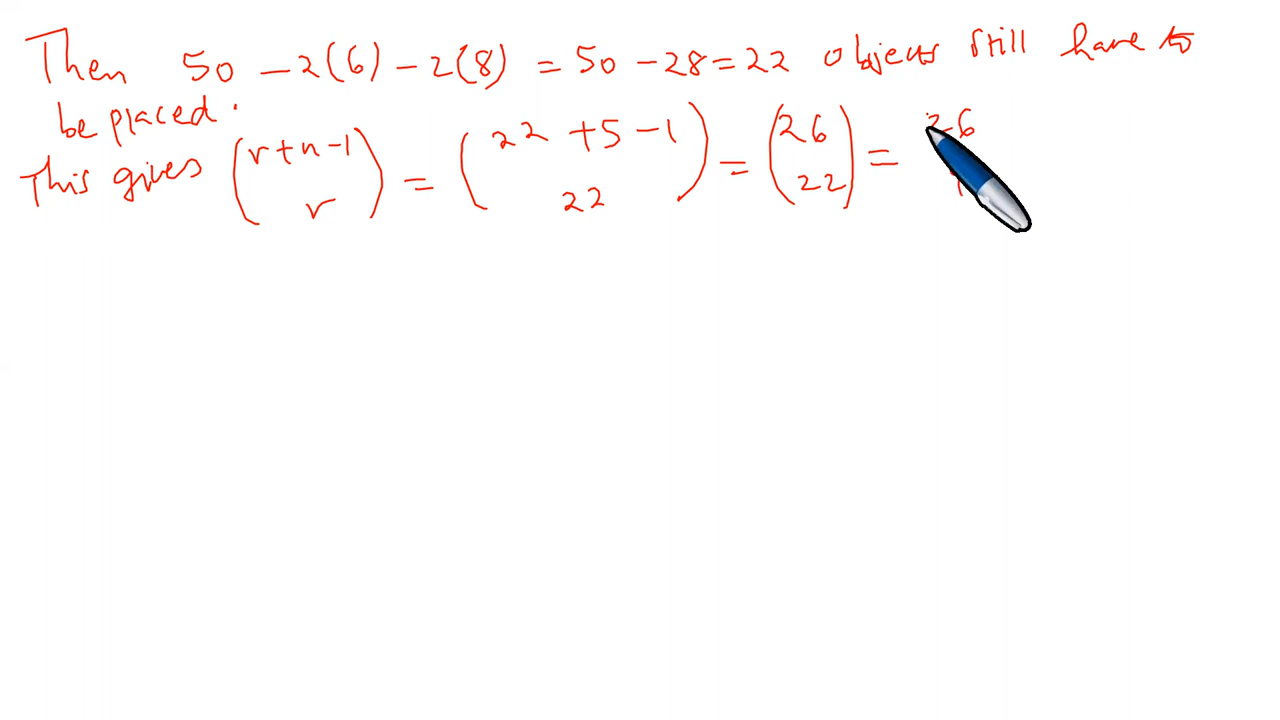 Then 50 - 2(6) - 2(8) = 50 - 28 = 22 objects still have to
be placed.
This gives (r+n-1 r) = (22+5-1 22) = (26 22) = 26